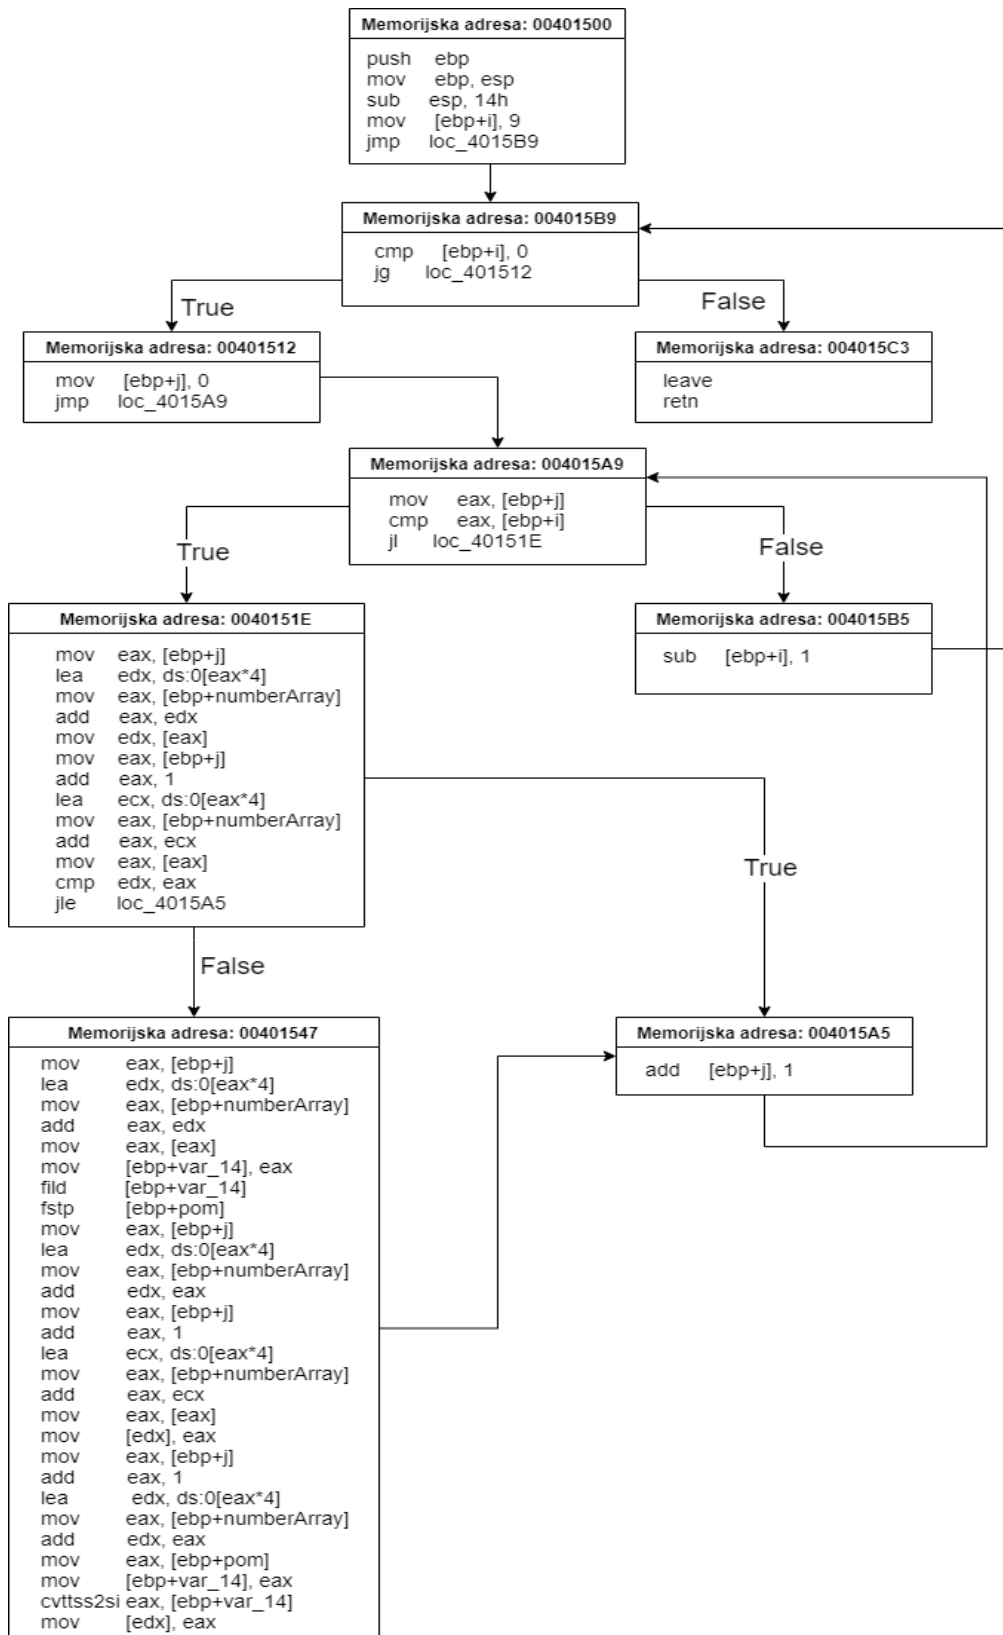 Memorijska adresa: 00401500
push ebp
mov ebp, esp
sub esp, 14h
mov [ebp+i], 9
jmp loc_4015B9
Memorijska adresa: 004015B9
cmp [ebp+i], 0
jg loc_401512
True
False
Memorijska adresa: 00401512
mov [ebp+j], 0
jmp loc_4015A9
Memorijska adresa: 004015C3
leave
retn
Memorijska adresa: 004015A9
mov eax, [ebp+j]
cmp eax, [ebp+i]
jl loc_40151E
True
False
Memorijska adresa: 0040151E
mov eax, [ebp+j]
lea edx, ds:0[eax*4]
mov eax, [ebp+numberArray]
add eax, edx
mov edx, [eax]
mov eax, [ebp+j]
add eax, 1
lea ecx, ds:0[eax*4]
mov eax, [ebp+numberArray]
add eax, ecx
mov eax, [eax]
cmp edx, eax
jle loc_4015A5
Memorijska adresa: 004015B5
sub [ebp+i], 1
True
False
Memorijska adresa: 00401547
mov eax, [ebp+j]
lea edx, ds:0[eax*4]
mov eax, [ebp+numberArray]
add eax, edx
mov eax, [eax]
mov [ebp+var_14], eax
fild [ebp+var_14]
fstp [ebp+pom]
mov eax, [ebp+j]
lea edx, ds:0[eax*4]
mov eax, [ebp+numberArray]
add edx, eax
mov eax, [ebp+j]
add eax, 1
lea ecx, ds:0[eax*4]
mov eax, [ebp+numberArray]
add eax, ecx
mov eax, [eax]
mov [edx], eax
mov eax, [ebp+j]
add eax, 1
lea edx, ds:0[eax*4]
mov eax, [ebp+numberArray]
add edx, eax
mov eax, [ebp+pom]
mov [ebp+var_14], eax
cvttss2si eax, [ebp+var_14]
mov [edx], eax
Memorijska adresa: 004015A5
add [ebp+j], 1